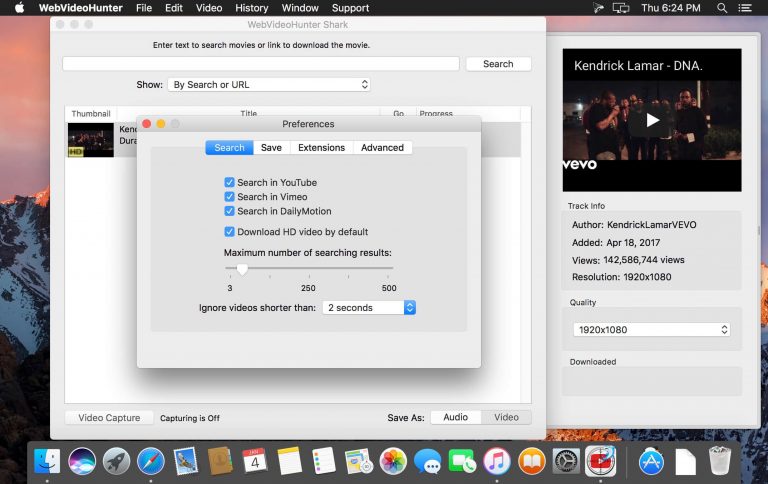 WebVideoHunter File Edit Video History Window Support Thu 6:24 PM
WebVideoHunter Shark
Enter text to search movies or link to download the movie.
Search
Show: By Search or URL
Thumbnail Title Go Progress
HD
Kend
Dura
Preferences
Search Save Extensions Advanced
Search in YouTube
Search in Vimeo
Search in DailyMotion
Download HD video by default
Maximum number of searching results:
3 250 500
Ignore videos shorter than: 2 seconds
Video Capture Capturing is Off Save As: Audio Video
Kendrick Lamar - DNA.
vevo
Track Info
Author: KendrickLamarVEVO
Added: Apr 18, 2017
Views: 142,586,744 views
Resolution: 1920x1080
Quality
1920x1080
Downloaded
JAN
4